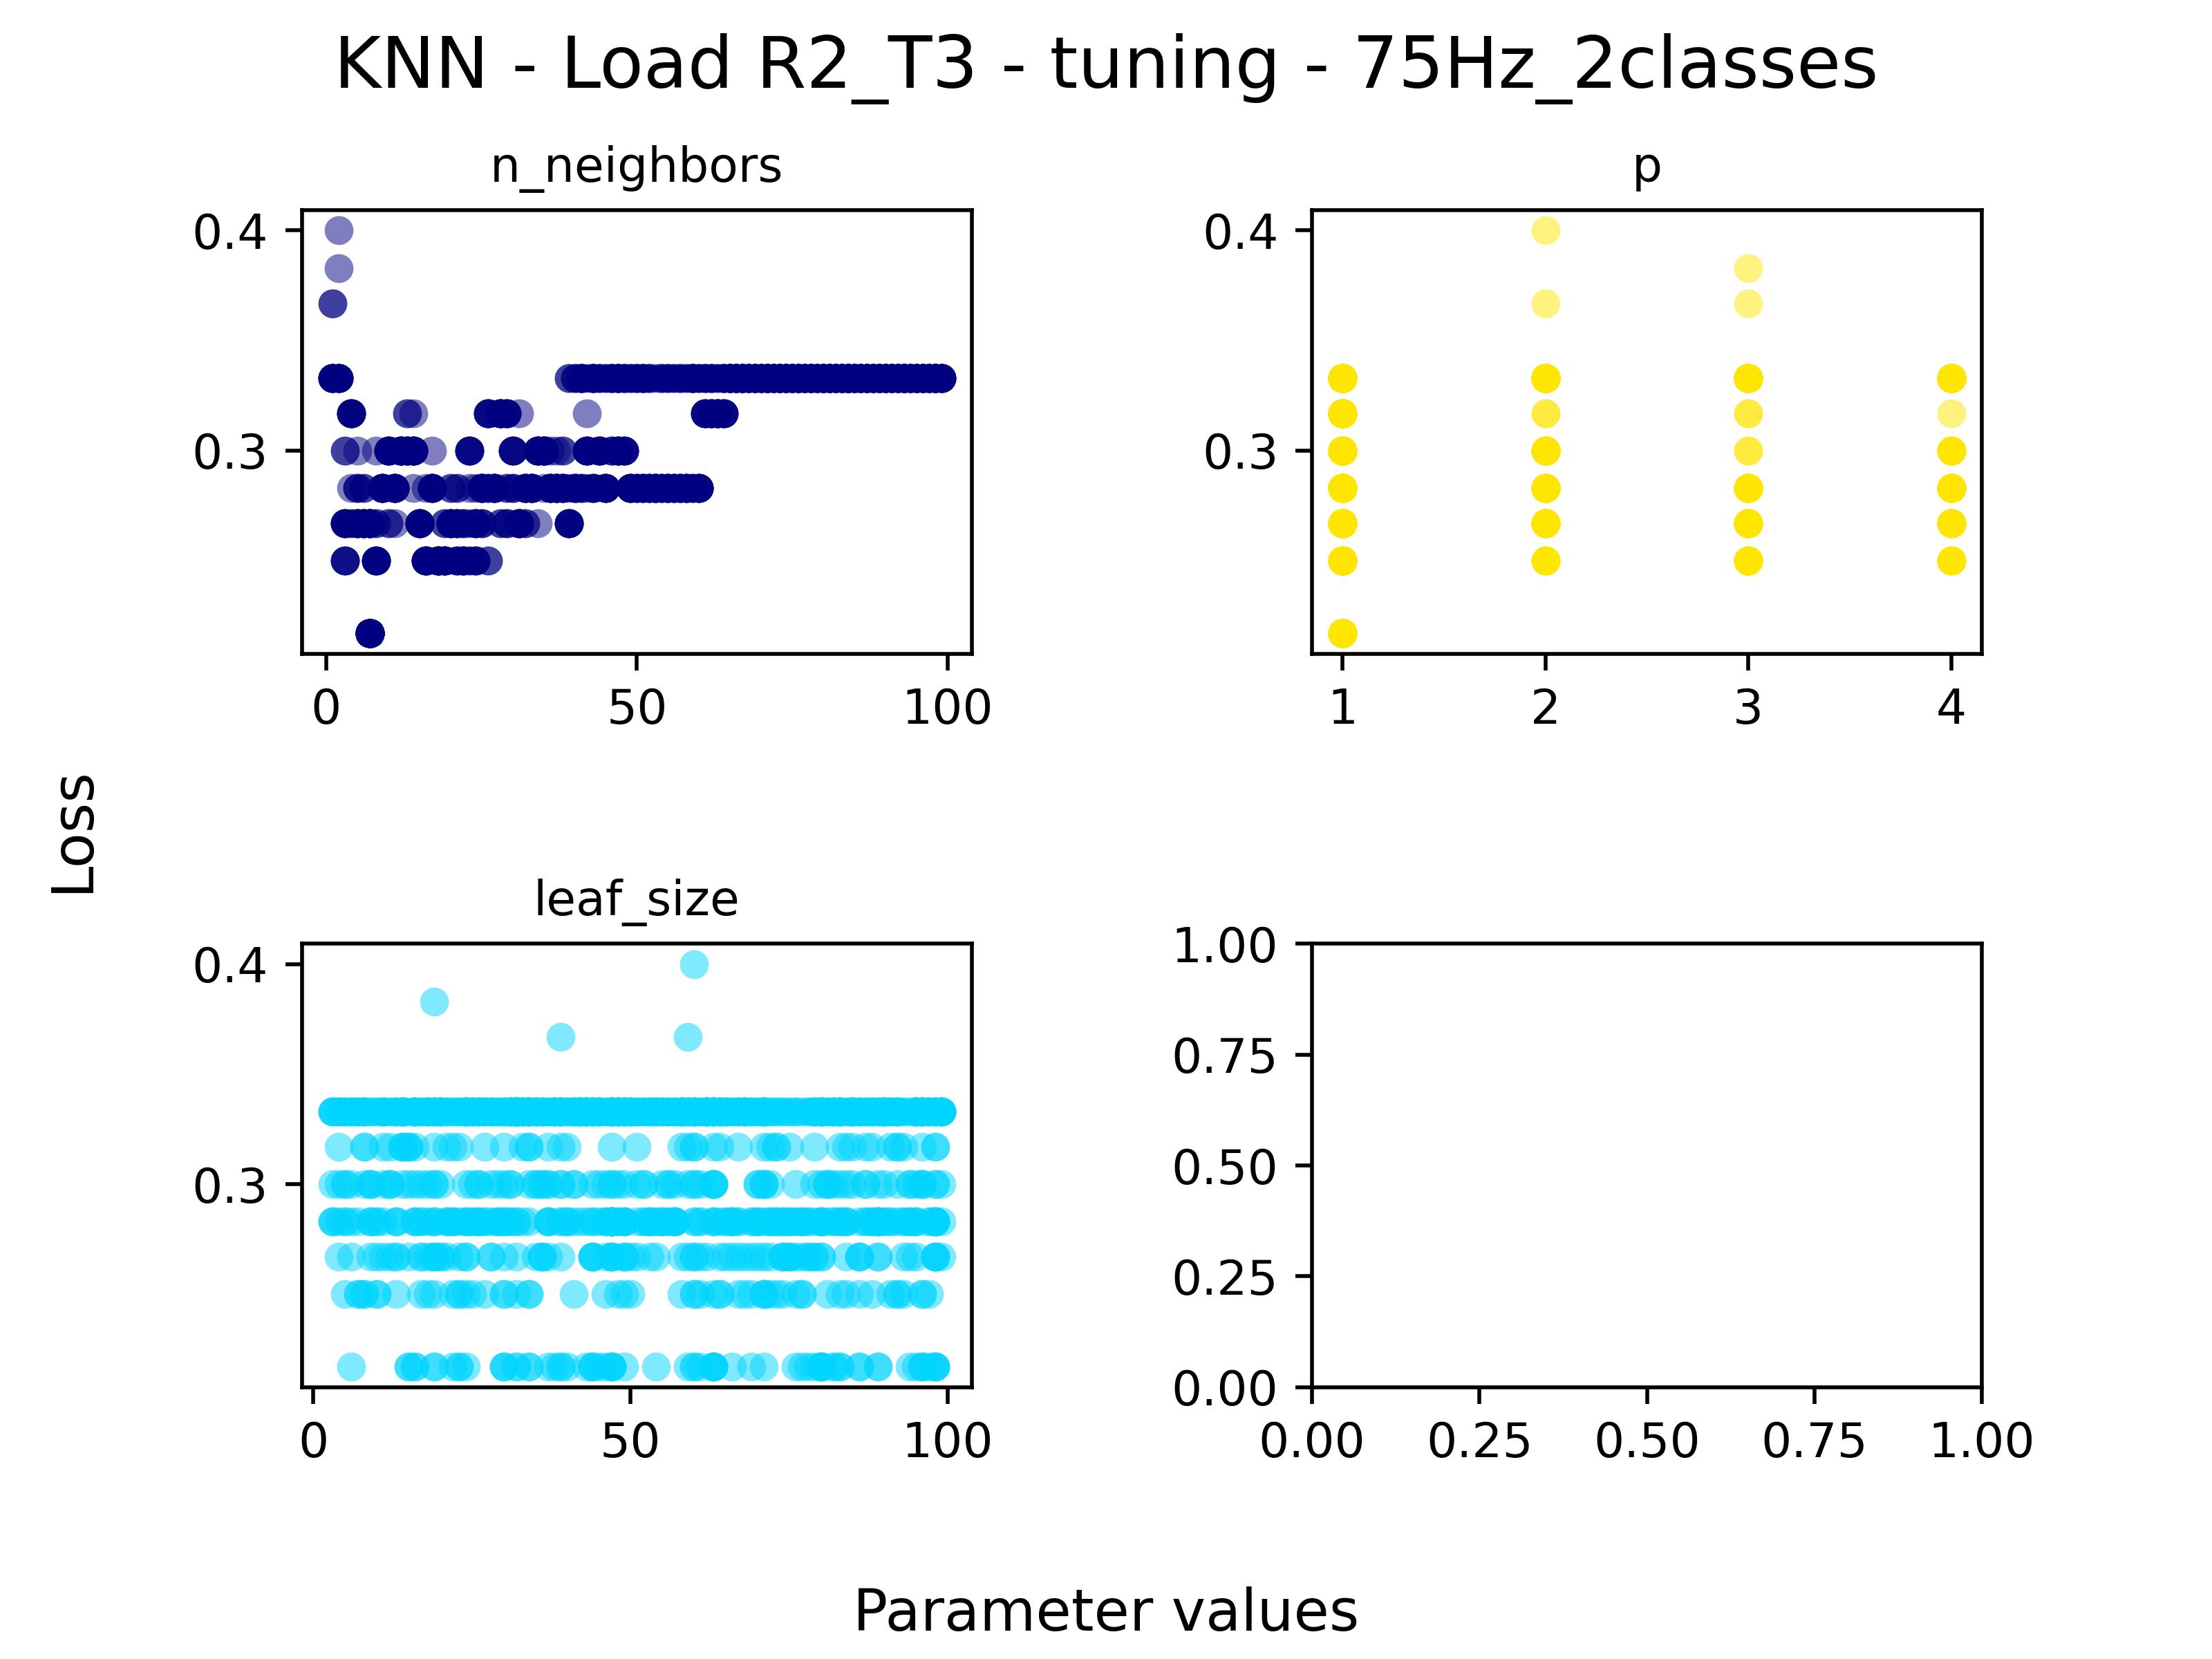 KNN - Load R2_T3 - tuning - 75Hz_2classes
n_neighbors
0.4
0.3
0 50 100
p
0.4
0.3
1 2 3 4
Loss
leaf_size
0.4
0.3
0 50 100
1.00
0.75
0.50
0.25
0.00
0.00 0.25 0.50 0.75 1.00
Parameter values